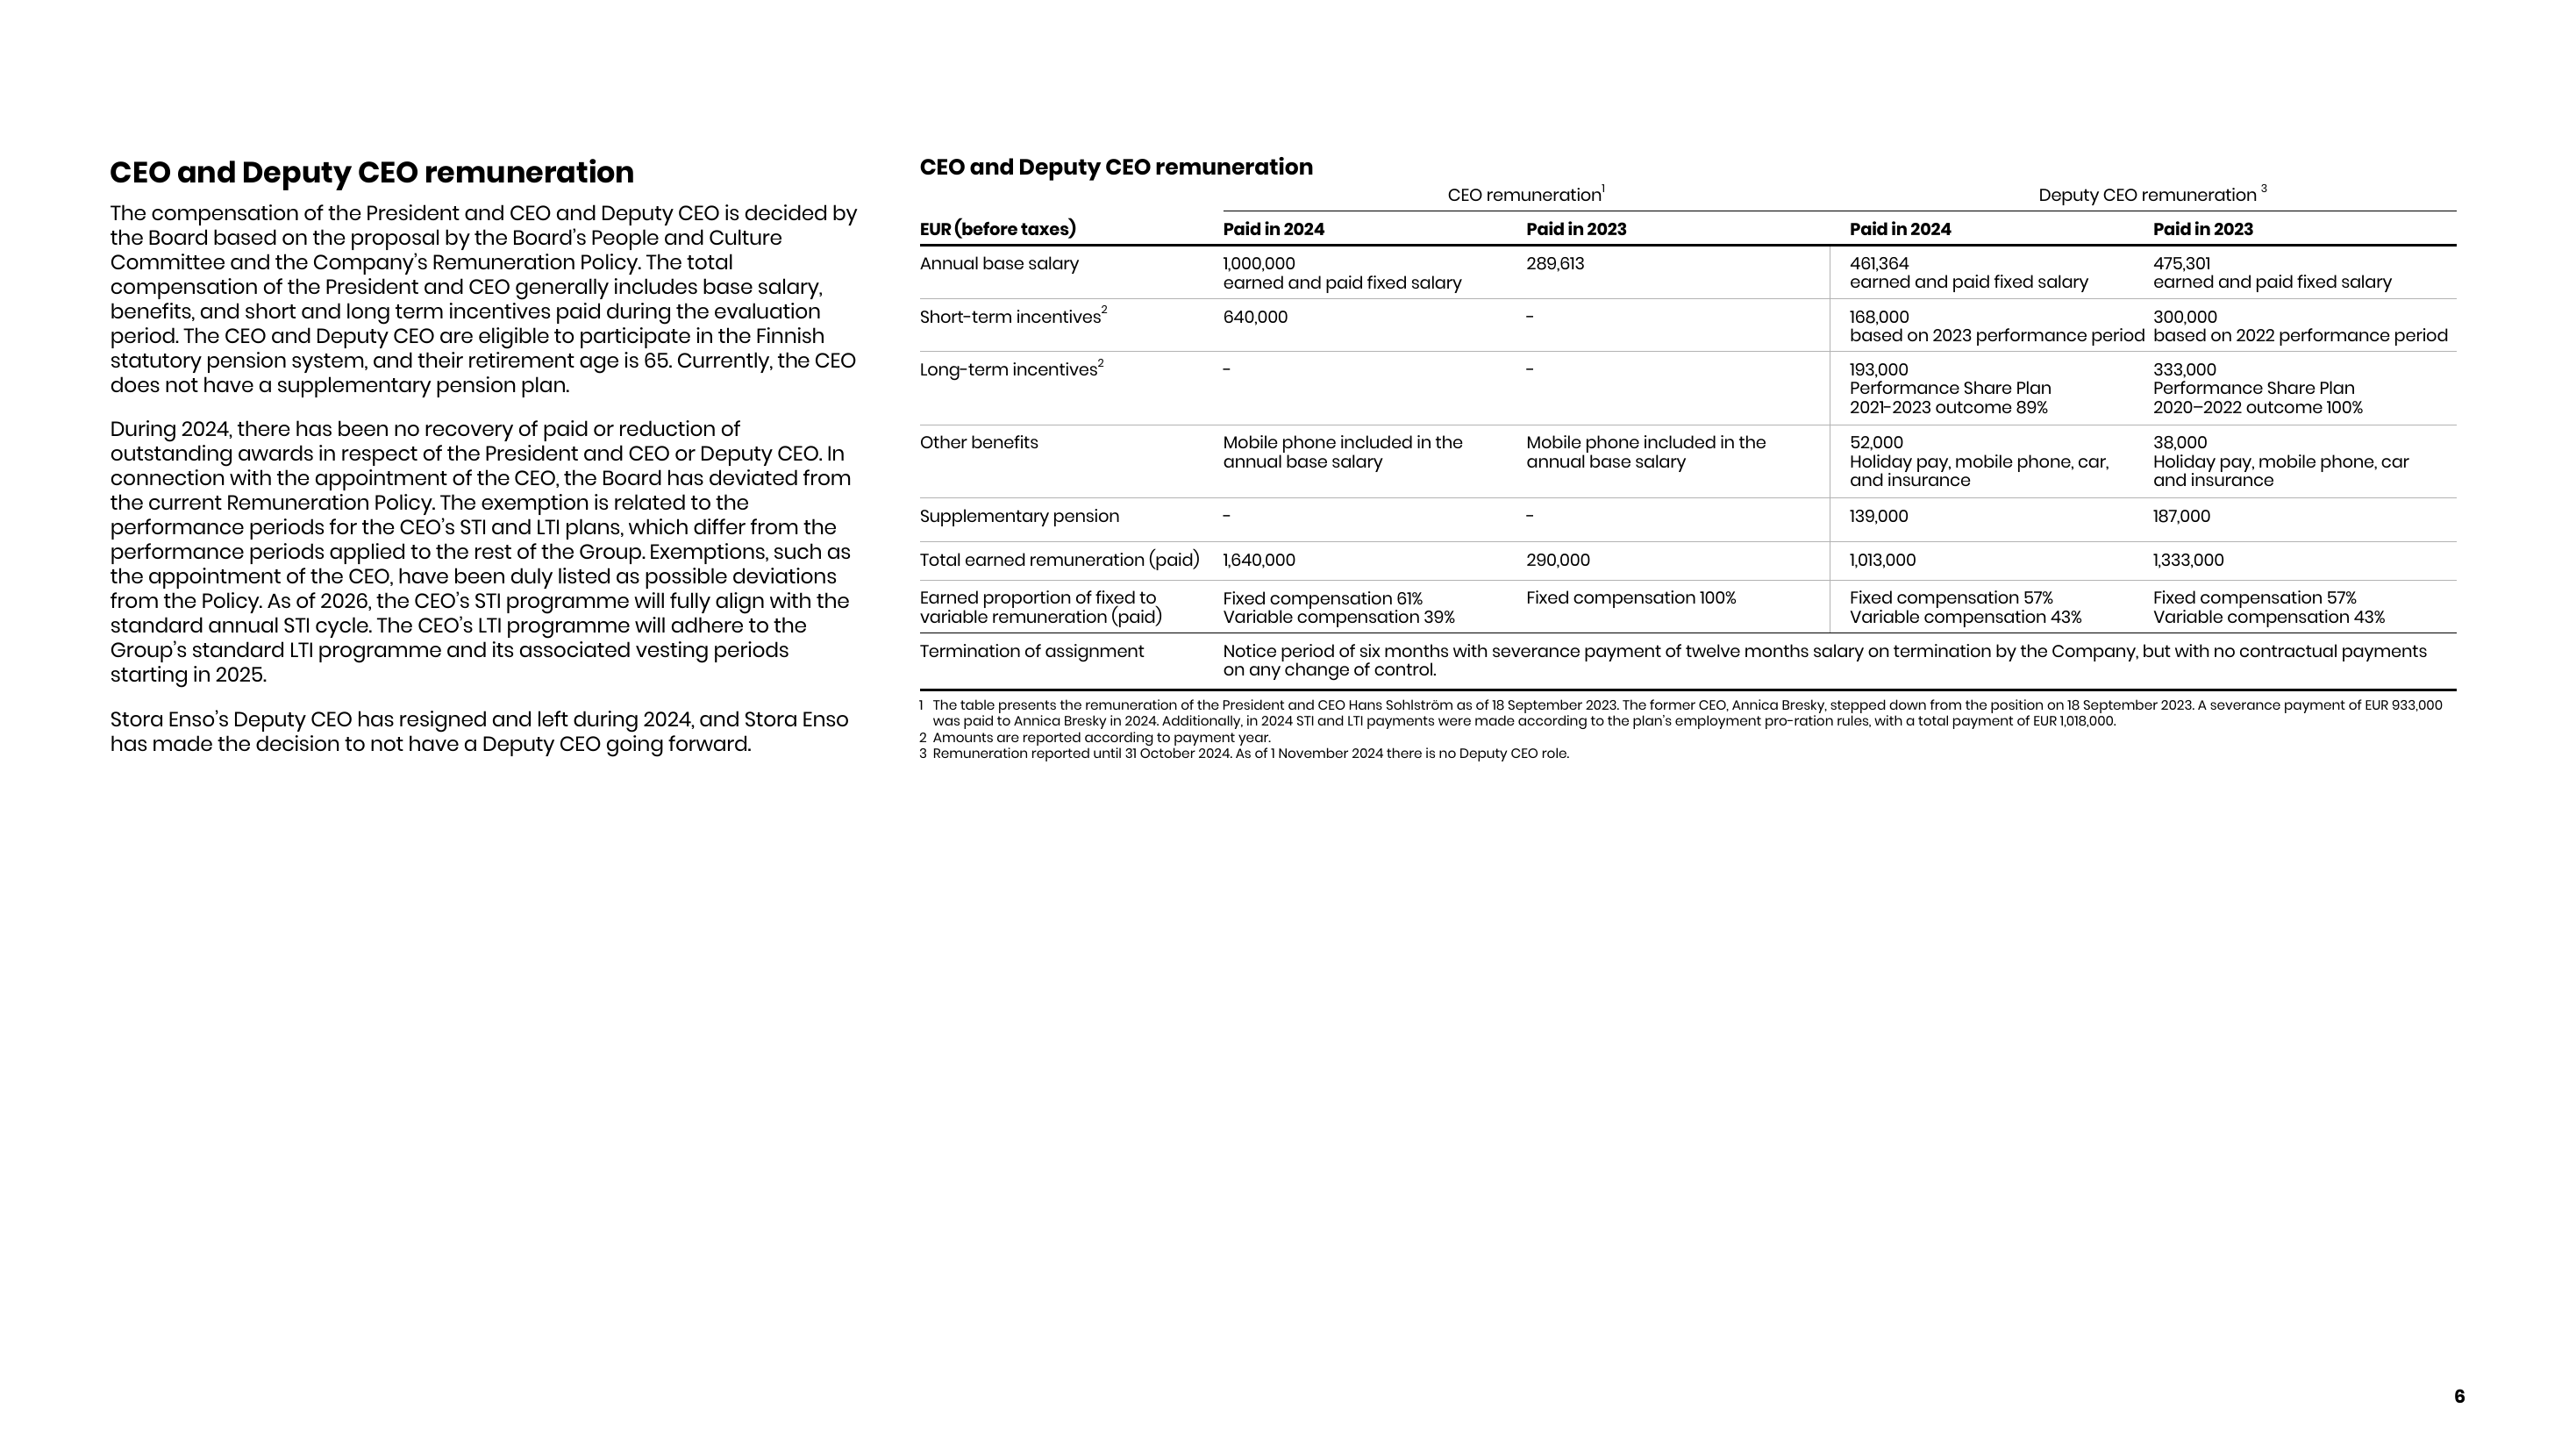 CEO and Deputy CEO remuneration
The compensation of the President and CEO and Deputy CEO is decided by
the Board based on the proposal by the Board’s People and Culture
Committee and the Company’s Remuneration Policy. The total
compensation of the President and CEO generally includes base salary,
benefits, and short and long term incentives paid during the evaluation
period. The CEO and Deputy CEO are eligible to participate in the Finnish
statutory pension system, and their retirement age is 65. Currently, the CEO
does not have a supplementary pension plan.
During 2024, there has been no recovery of paid or reduction of
outstanding awards in respect of the President and CEO or Deputy CEO. In
connection with the appointment of the CEO, the Board has deviated from
the current Remuneration Policy. The exemption is related to the
performance periods for the CEO’s STI and LTI plans, which differ from the
performance periods applied to the rest of the Group. Exemptions, such as
the appointment of the CEO, have been duly listed as possible deviations
from the Policy. As of 2026, the CEO’s STI programme will fully align with the
standard annual STI cycle. The CEO’s LTI programme will adhere to the
Group’s standard LTI programme and its associated vesting periods
starting in 2025.
Stora Enso’s Deputy CEO has resigned and left during 2024, and Stora Enso
has made the decision to not have a Deputy CEO going forward.
CEO and Deputy CEO remuneration
CEO remuneration1 Deputy CEO remuneration 3
EUR (before taxes) Paid in 2024 Paid in 2023 Paid in 2024 Paid in 2023
Annual base salary 1,000,000 289,613 461,364 475,301
earned and paid fixed salary earned and paid fixed salary earned and paid fixed salary
Short-term incentives2 640,000 - 168,000 300,000
based on 2023 performance period based on 2022 performance period
Long-term incentives2 - - 193,000 333,000
Performance Share Plan Performance Share Plan
2021-2023 outcome 89% 2020–2022 outcome 100%
Other benefits Mobile phone included in the Mobile phone included in the 52,000 38,000
annual base salary annual base salary Holiday pay, mobile phone, car, Holiday pay, mobile phone, car
and insurance and insurance
Supplementary pension - - 139,000 187,000
Total earned remuneration (paid) 1,640,000 290,000 1,013,000 1,333,000
Earned proportion of fixed to Fixed compensation 61% Fixed compensation 100% Fixed compensation 57% Fixed compensation 57%
variable remuneration (paid) Variable compensation 39% Variable compensation 43% Variable compensation 43%
Termination of assignment Notice period of six months with severance payment of twelve months salary on termination by the Company, but with no contractual payments
on any change of control.
1 The table presents the remuneration of the President and CEO Hans Sohlström as of 18 September 2023. The former CEO, Annica Bresky, stepped down from the position on 18 September 2023. A severance payment of EUR 933,000
was paid to Annica Bresky in 2024. Additionally, in 2024 STI and LTI payments were made according to the plan’s employment pro-ration rules, with a total payment of EUR 1,018,000.
2 Amounts are reported according to payment year.
3 Remuneration reported until 31 October 2024. As of 1 November 2024 there is no Deputy CEO role.
6